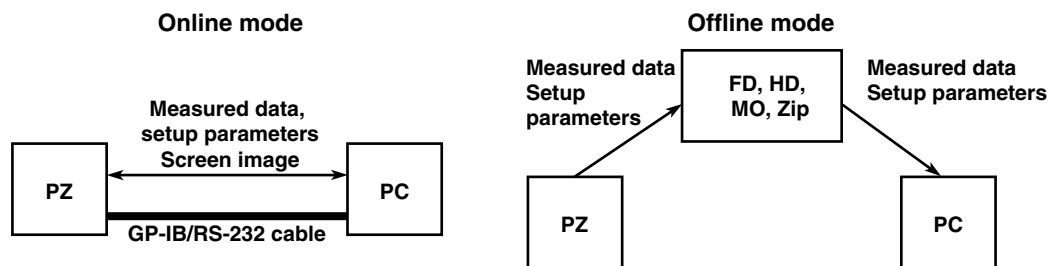 Online mode
Measured data,
setup parameters
Screen image
PZ
PC
GP-IB/RS-232 cable
Offline mode
Measured data
Setup
parameters
FD, HD,
MO, Zip
Measured data
Setup parameters
PZ
PC